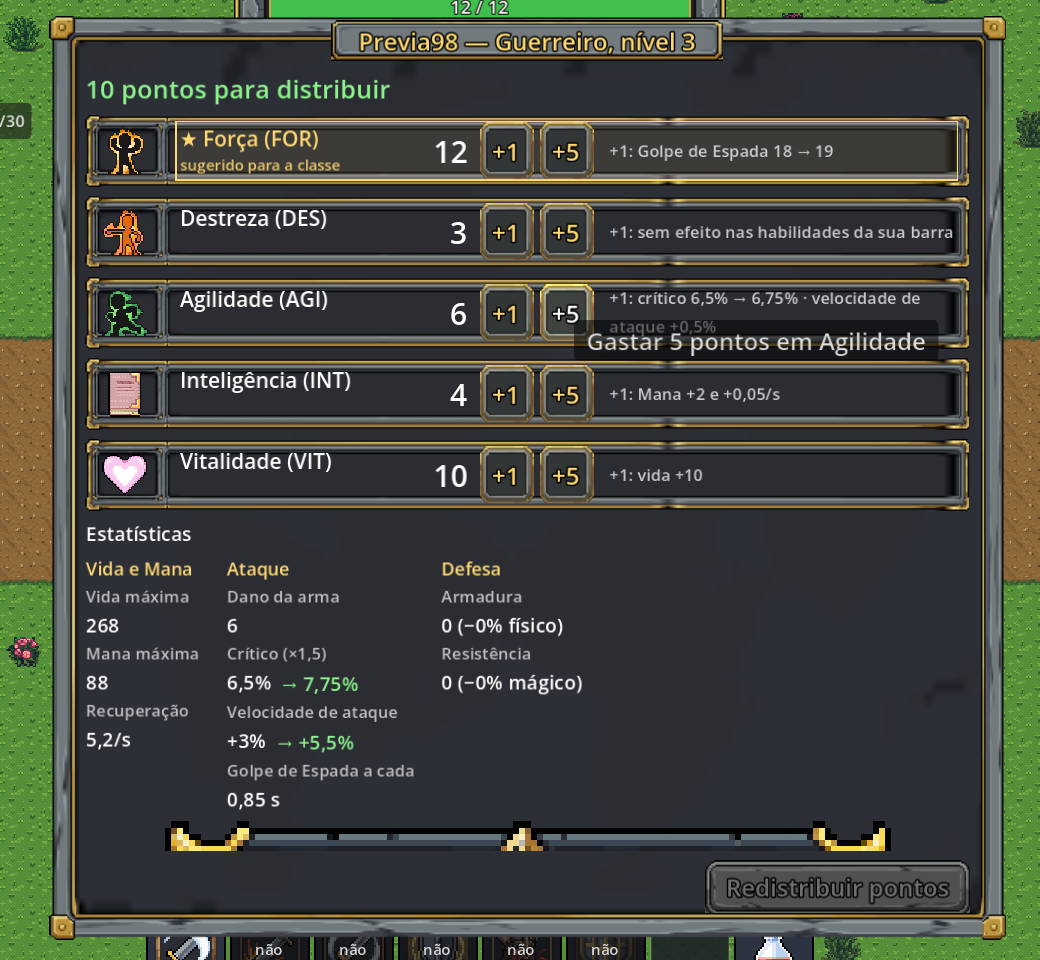 12 / 12
Previa98 — Guerreiro, nível 3
10 pontos para distribuir
/30
★ Força (FOR)
sugerido para a classe
12
+1
+5
+1: Golpe de Espada 18 → 19
Destreza (DES)
3
+1
+5
+1: sem efeito nas habilidades da sua barra
Agilidade (AGI)
6
+1
+5
+1: crítico 6,5% → 6,75% · velocidade de
ataque +0,5%
Gastar 5 pontos em Agilidade
Inteligência (INT)
4
+1
+5
+1: Mana +2 e +0,05/s
Vitalidade (VIT)
10
+1
+5
+1: vida +10
Estatísticas
Vida e Mana
Vida máxima
268
Mana máxima
88
Recuperação
5,2/s
Ataque
Dano da arma
6
Crítico (×1,5)
6,5% → 7,75%
Velocidade de ataque
+3% → +5,5%
Golpe de Espada a cada
0,85 s
Defesa
Armadura
0 (−0% físico)
Resistência
0 (−0% mágico)
Redistribuir pontos
não
não
não
não
não